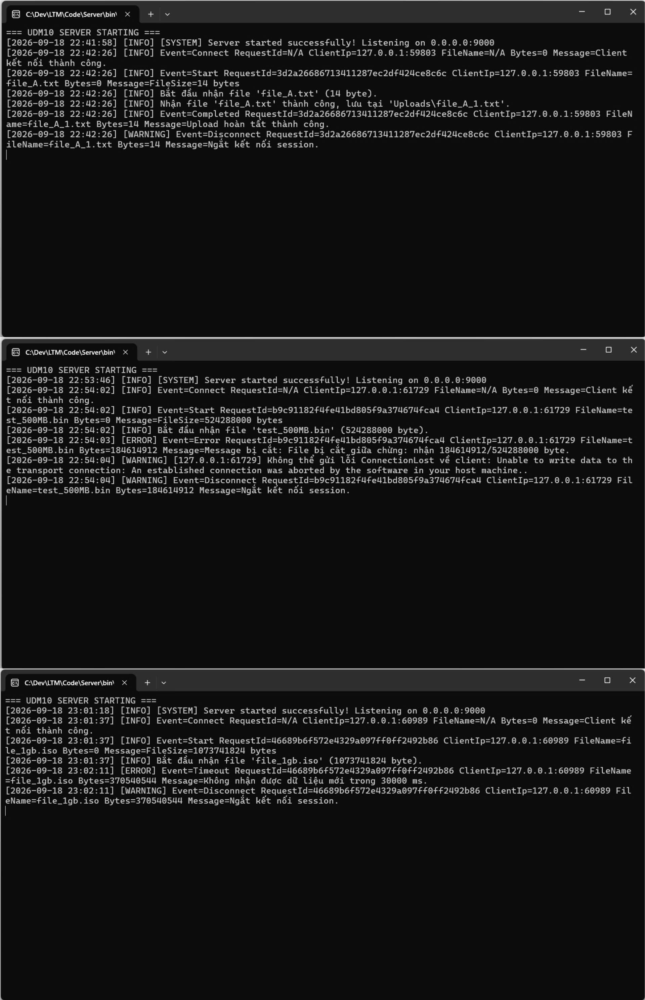 C:\Dev\LTM\Code\Server\bin\
=== UDM10 SERVER STARTING ===
[2026-09-18 22:41:58] [INFO] [SYSTEM] Server started successfully! Listening on 0.0.0.0:9000
[2026-09-18 22:42:26] [INFO] Event=Connect RequestId=N/A ClientIp=127.0.0.1:59803 FileName=N/A Bytes=0 Message=Client
kết nối thành công.
[2026-09-18 22:42:26] [INFO] Event=Start RequestId=3d2a26686713411287ec2df424ce8c6c ClientIp=127.0.0.1:59803 FileName=
file_A.txt Bytes=0 Message=FileSize=14 bytes
[2026-09-18 22:42:26] [INFO] Bắt đầu nhận file 'file_A.txt' (14 byte).
[2026-09-18 22:42:26] [INFO] Nhận file 'file_A.txt' thành công, lưu tại 'Uploads\file_A_1.txt'.
[2026-09-18 22:42:26] [INFO] Event=Completed RequestId=3d2a26686713411287ec2df424ce8c6c ClientIp=127.0.0.1:59803 FileN
ame=file_A_1.txt Bytes=14 Message=Upload hoàn tất thành công.
[2026-09-18 22:42:26] [WARNING] Event=Disconnect RequestId=3d2a26686713411287ec2df424ce8c6c ClientIp=127.0.0.1:59803 F
ileName=file_A_1.txt Bytes=14 Message=Ngắt kết nối session.
C:\Dev\LTM\Code\Server\bin\
=== UDM10 SERVER STARTING ===
[2026-09-18 22:53:46] [INFO] [SYSTEM] Server started successfully! Listening on 0.0.0.0:9000
[2026-09-18 22:54:02] [INFO] Event=Connect RequestId=N/A ClientIp=127.0.0.1:61729 FileName=N/A Bytes=0 Message=Client kế
t nối thành công.
[2026-09-18 22:54:02] [INFO] Event=Start RequestId=b9c91182f4fe41bd805f9a374674fca4 ClientIp=127.0.0.1:61729 FileName=te
st_500MB.bin Bytes=0 Message=FileSize=524288000 bytes
[2026-09-18 22:54:02] [INFO] Bắt đầu nhận file 'test_500MB.bin' (524288000 byte).
[2026-09-18 22:54:03] [ERROR] Event=Error RequestId=b9c91182f4fe41bd805f9a374674fca4 ClientIp=127.0.0.1:61729 FileName=t
est_500MB.bin Bytes=184614912 Message=Message bị cắt: File bị cắt giữa chừng: nhận 184614912/524288000 byte.
[2026-09-18 22:54:04] [WARNING] [127.0.0.1:61729] Không thể gửi lỗi ConnectionLost về client: Unable to write data to th
e transport connection: An established connection was aborted by the software in your host machine..
[2026-09-18 22:54:04] [WARNING] Event=Disconnect RequestId=b9c91182f4fe41bd805f9a374674fca4 ClientIp=127.0.0.1:61729 Fil
eName=test_500MB.bin Bytes=184614912 Message=Ngắt kết nối session.
C:\Dev\LTM\Code\Server\bin\
=== UDM10 SERVER STARTING ===
[2026-09-18 23:01:18] [INFO] [SYSTEM] Server started successfully! Listening on 0.0.0.0:9000
[2026-09-18 23:01:37] [INFO] Event=Connect RequestId=N/A ClientIp=127.0.0.1:60989 FileName=N/A Bytes=0 Message=Client kế
t nối thành công.
[2026-09-18 23:01:37] [INFO] Event=Start RequestId=46689b6f572e4329a097ff0ff2492b86 ClientIp=127.0.0.1:60989 FileName=fi
le_1gb.iso Bytes=0 Message=FileSize=1073741824 bytes
[2026-09-18 23:01:37] [INFO] Bắt đầu nhận file 'file_1gb.iso' (1073741824 byte).
[2026-09-18 23:02:11] [ERROR] Event=Timeout RequestId=46689b6f572e4329a097ff0ff2492b86 ClientIp=127.0.0.1:60989 FileName
=file_1gb.iso Bytes=370540544 Message=Không nhận được dữ liệu mới trong 30000 ms.
[2026-09-18 23:02:11] [WARNING] Event=Disconnect RequestId=46689b6f572e4329a097ff0ff2492b86 ClientIp=127.0.0.1:60989 Fil
eName=file_1gb.iso Bytes=370540544 Message=Ngắt kết nối session.